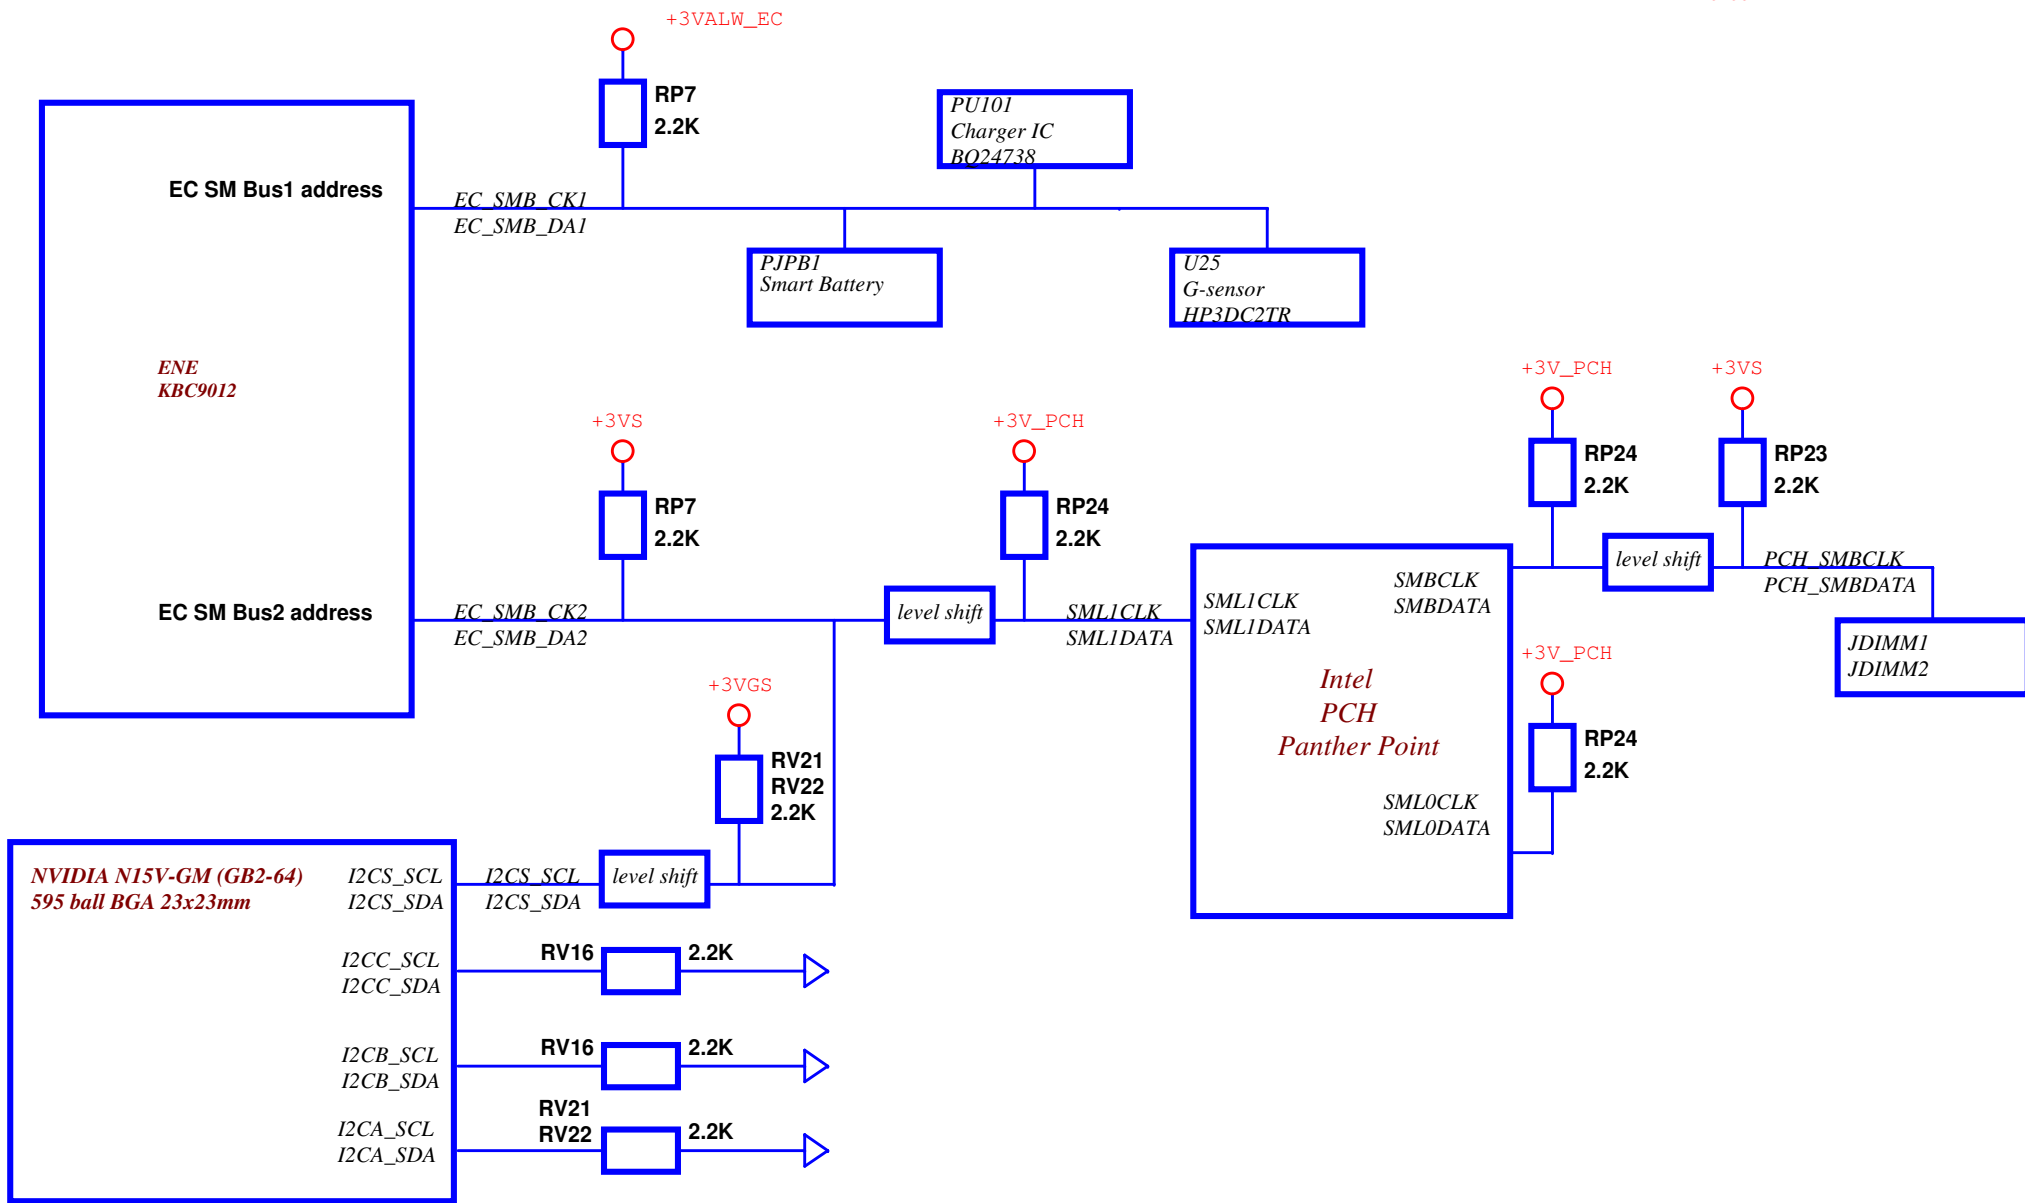 +3VALW_EC
RP7
2.2K
PU101
Charger IC
BQ24738
EC SM Bus1 address
EC_SMB_CK1
EC_SMB_DA1
PJPB1
Smart Battery
U25
G-sensor
HP3DC2TR
ENE
KBC9012
+3VS
RP7
2.2K
+3V_PCH
RP24
2.2K
+3V_PCH
RP24
2.2K
+3VS
RP23
2.2K
EC SM Bus2 address
EC_SMB_CK2
EC_SMB_DA2
level shift
SML1CLK
SML1DATA
SML1CLK
SML1DATA
SMBCLK
SMBDATA
level shift
PCH_SMBCLK
PCH_SMBDATA
JDIMM1
JDIMM2
Intel
PCH
Panther Point
+3V_PCH
RP24
2.2K
SML0CLK
SML0DATA
+3VGS
RV21
RV22
2.2K
NVIDIA N15V-GM (GB2-64)
595 ball BGA 23x23mm
I2CS_SCL
I2CS_SDA
I2CS_SCL
I2CS_SDA
level shift
I2CC_SCL
I2CC_SDA
RV16
2.2K
I2CB_SCL
I2CB_SDA
RV16
2.2K
I2CA_SCL
I2CA_SDA
RV21
RV22
2.2K